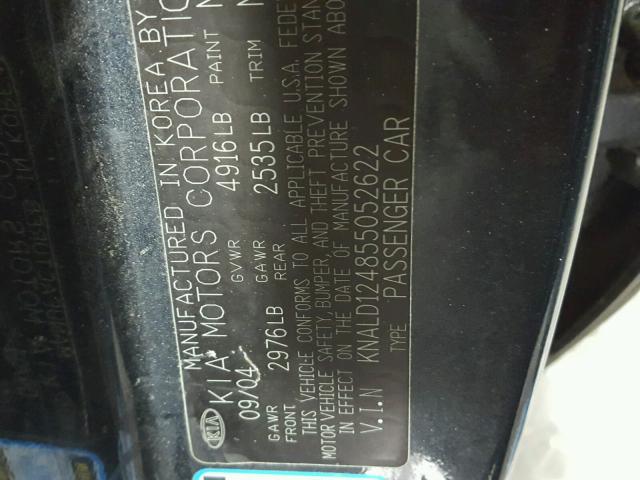 MANUFACTURED IN KOREA BY
KIA KIA MOTORS CORPORATION
09/04 GVWR 4916LB PAINT
GAWR FRONT 2976LB GAWR REAR 2535LB TRIM
THIS VEHICLE CONFORMS TO ALL APPLICABLE U.S.A. FEDE
MOTOR VEHICLE SAFETY, BUMPER, AND THEFT PREVENTION STAN
IN EFFECT ON THE DATE OF MANUFACTURE SHOWN ABO
V.I.N KNALD124855052622
TYPE PASSENGER CAR